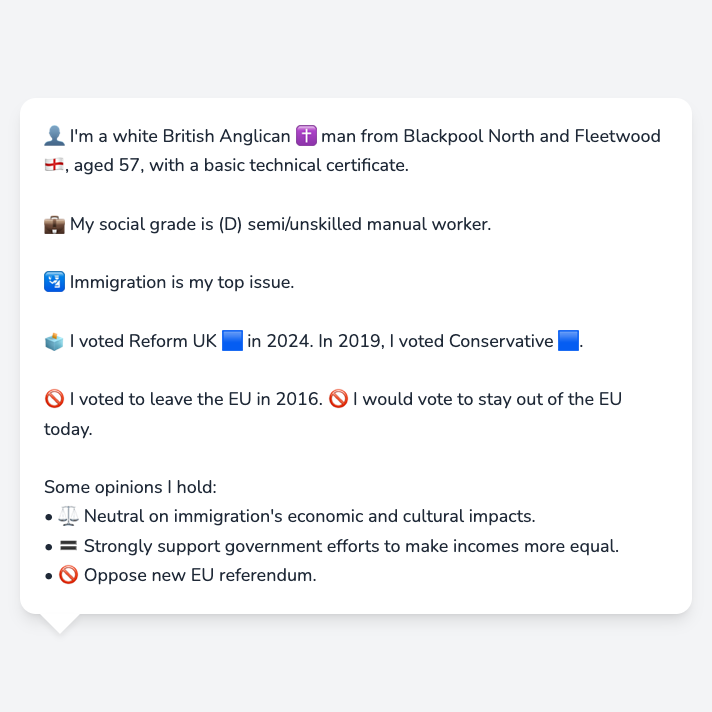 👤 I'm a white British Anglican ✝️ man from Blackpool North and Fleetwood
🏴󠁧󠁢󠁥󠁮󠁧󠁿, aged 57, with a basic technical certificate.
💼 My social grade is (D) semi/unskilled manual worker.
🛂 Immigration is my top issue.
🗳️ I voted Reform UK 🟦 in 2024. In 2019, I voted Conservative 🟦.
🚫 I voted to leave the EU in 2016. 🚫 I would vote to stay out of the EU
today.
Some opinions I hold:
• ⚖️ Neutral on immigration's economic and cultural impacts.
• 🟰 Strongly support government efforts to make incomes more equal.
• 🚫 Oppose new EU referendum.